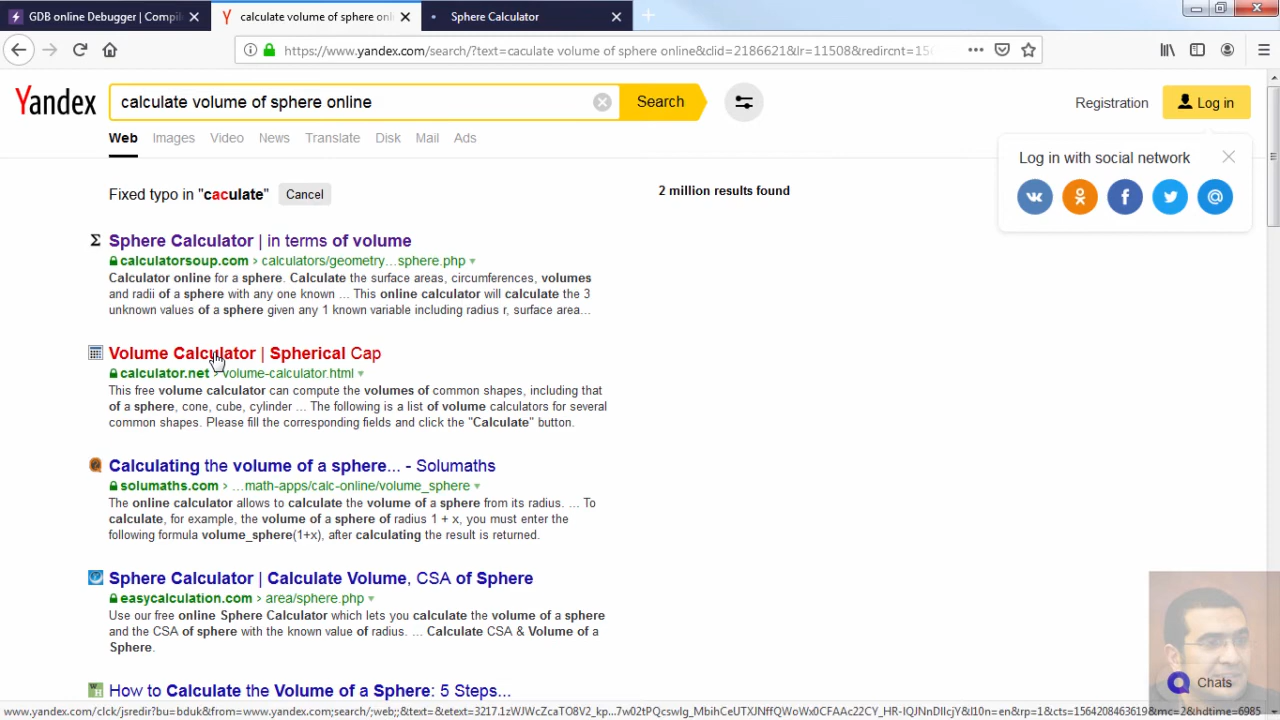 GDB online Debugger | Compil
calculate volume of sphere onl
Sphere Calculator
https://www.yandex.com/search/?text=caculate volume of sphere online&clid=2186621&lr=11508&redircnt=15
Yandex
calculate volume of sphere online
Search
Registration
Log in
Web Images Video News Translate Disk Mail Ads
Log in with social network
Fixed typo in "caculate" Cancel
2 million results found
Sphere Calculator | in terms of volume
calculatorsoup.com › calculators/geometry…sphere.php
Calculator online for a sphere. Calculate the surface areas, circumferences, volumes
and radii of a sphere with any one known ... This online calculator will calculate the 3
unknown values of a sphere given any 1 known variable including radius r, surface area...
Volume Calculator | Spherical Cap
calculator.net › volume-calculator.html
This free volume calculator can compute the volumes of common shapes, including that
of a sphere, cone, cube, cylinder ... The following is a list of volume calculators for several
common shapes. Please fill the corresponding fields and click the "Calculate" button.
Calculating the volume of a sphere... - Solumaths
solumaths.com › …math-apps/calc-online/volume_sphere
The online calculator allows to calculate the volume of a sphere from its radius. ... To
calculate, for example, the volume of a sphere of radius 1 + x, you must enter the
following formula volume_sphere(1+x), after calculating the result is returned.
Sphere Calculator | Calculate Volume, CSA of Sphere
easycalculation.com › area/sphere.php
Use our free online Sphere Calculator which lets you calculate the volume of a sphere
and the CSA of sphere with the known value of radius. ... Calculate CSA & Volume of a
Sphere.
Chats
How to Calculate the Volume of a Sphere: 5 Steps...